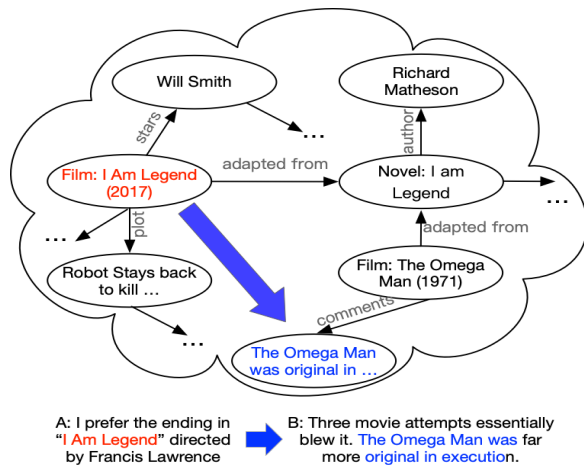 Will Smith
Richard
Matheson
stars
...
author
Film: I Am Legend
(2017)
adapted from
Novel: I am
Legend
...
...
plot
adapted from
Robot Stays back
to kill ...
Film: The Omega
Man (1971)
comments
...
The Omega Man
was original in ...
A: I prefer the ending in
“I Am Legend” directed
by Francis Lawrence
B: Three movie attempts essentially
blew it. The Omega Man was far
more original in execution.